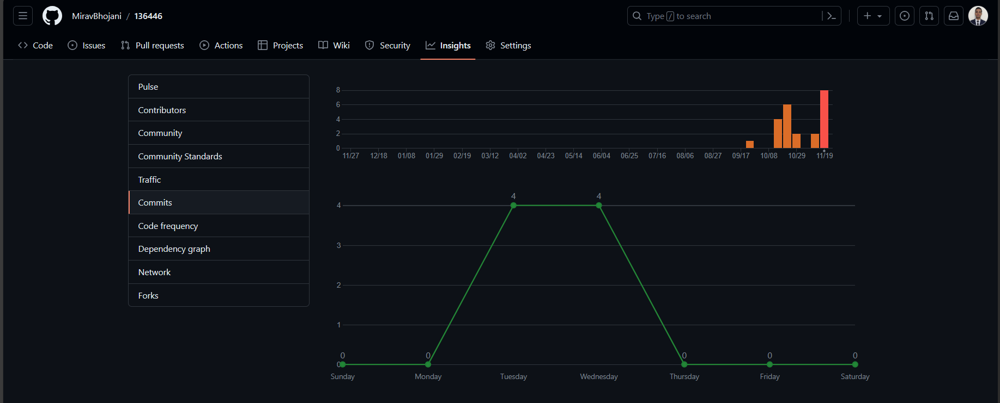 MiravBhojani / 136446
Type / to search
Code Issues Pull requests Actions Projects Wiki Security Insights Settings
Pulse
Contributors
Community
Community Standards
Traffic
Commits
Code frequency
Dependency graph
Network
Forks
8
6
4
2
0
11/27 12/18 01/08 01/29 02/19 03/12 04/02 04/23 05/14 06/04 06/25 07/16 08/06 08/27 09/17 10/08 10/29 11/19
4 4
4
3
2
1
0 0 0 0 0
0
Sunday Monday Tuesday Wednesday Thursday Friday Saturday